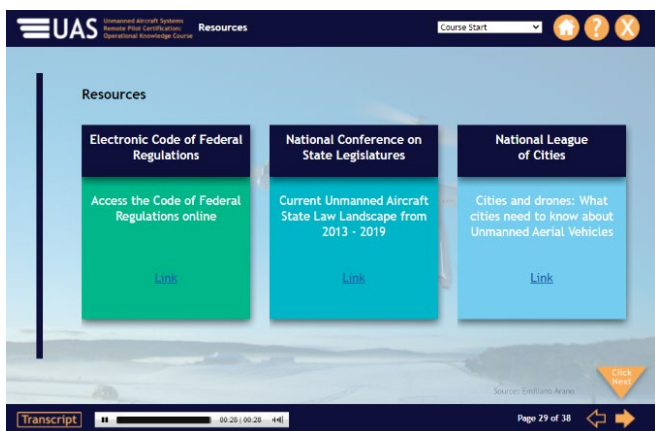 UAS
Unmanned Aircraft Systems
Remote Pilot Certification:
Operational Knowledge Course
Resources
Course Start
?
X
Resources
Electronic Code of Federal
Regulations
Access the Code of Federal
Regulations online
Link
National Conference on
State Legislatures
Current Unmanned Aircraft
State Law Landscape from
2013 - 2019
Link
National League
of Cities
Cities and drones: What
cities need to know about
Unmanned Aerial Vehicles
Link
Source: Emiliano Arano
Click
Next
Transcript
00:28 | 00:28
Page 29 of 38